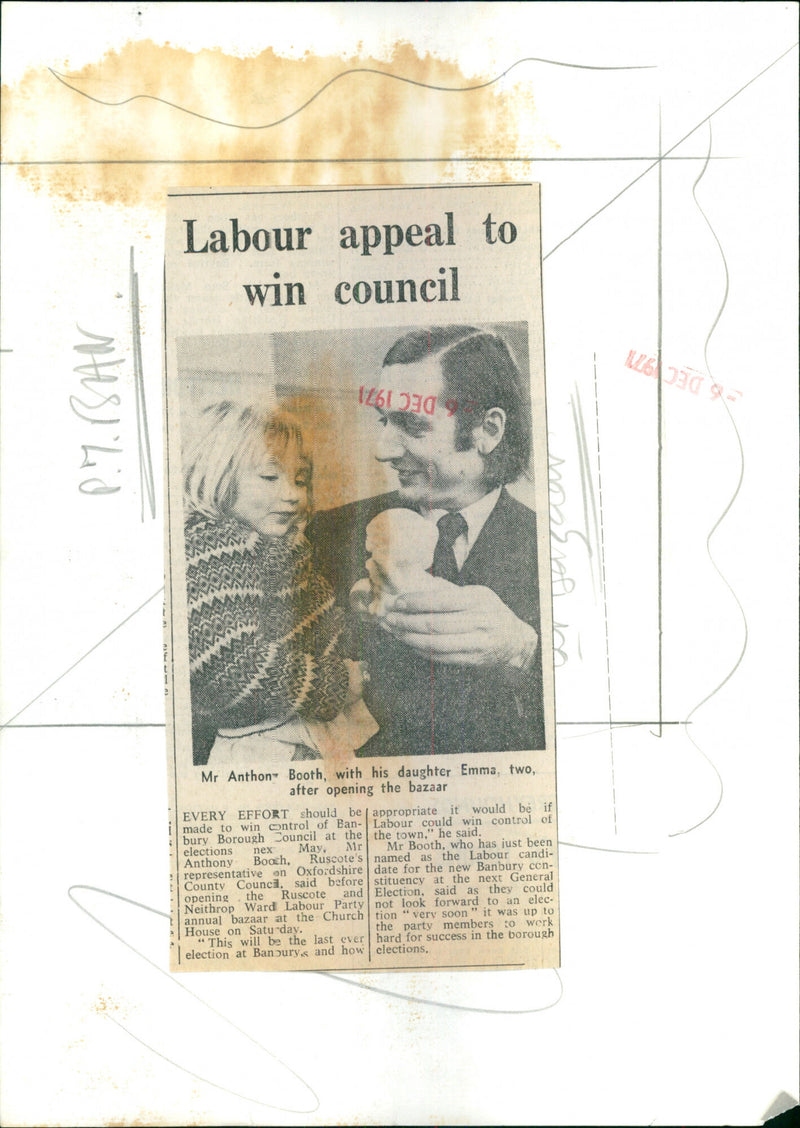 Labour appeal to
win council
- 6 DEC 1971
- 6 DEC 1971
Mr Anthony Booth, with his daughter Emma, two,
after opening the bazaar
EVERY EFFORT should be
made to win control of Ban-
bury Borough Council at the
elections nex May, Mr
Anthony Booth, Ruscote's
representative on Oxfordshire
County Council, said before
opening the Ruscote and
Neithrop Ward Labour Party
annual bazaar at the Church
House on Saturday.
"This will be the last ever
election at Banbury,s and how
appropriate it would be if
Labour could win control of
the town," he said.
Mr Booth, who has just been
named as the Labour candi-
date for the new Banbury con-
stituency at the next General
Election, said as they could
not look forward to an elec-
tion "very soon" it was up to
the party members to work
hard for success in the borough
elections.